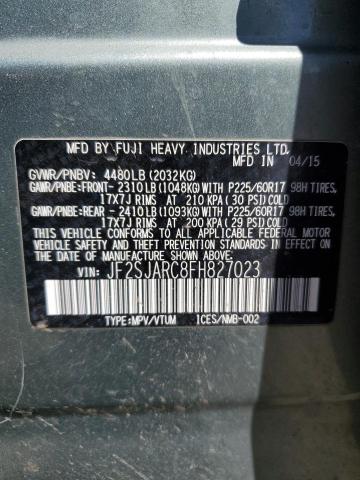 MFD BY FUJI HEAVY INDUSTRIES LTD.
MFD IN 04/15
GVWR/PNBV: 4480LB (2032KG)
GAWR/PNBE:FRONT- 2310LB (1048KG)WITH P225/60R17 98H TIRES,
17X7J RIMS AT 210 KPA ( 30 PSI)COLD
GAWR/PNBE:REAR - 2410LB (1093KG)WITH P225/60R17 98H TIRES,
17X7J RIMS AT 200 KPA ( 29 PSI)COLD
THIS VEHICLE CONFORMS TO ALL APPLICABLE FEDERAL
MOTOR VEHICLE SAFETY AND THEFT PREVENTION STANDARDS
IN EFFECT ON THE DATE OF MANUFACTURE SHOWN ABOVE.
VIN: JF2SJARC8FH827023
TYPE:MPV/VTUM ICES/NMB-002